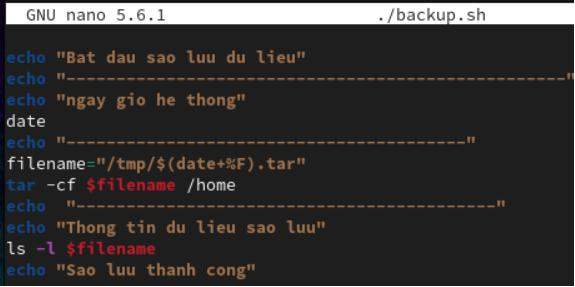 GNU nano 5.6.1 ./backup.sh
echo "Bat dau sao luu du lieu"
echo "--------------------------------------------------"
echo "ngay gio he thong"
date
echo "----------------------------------------"
filename="/tmp/$(date+%F).tar"
tar -cf $filename /home
echo  "------------------------------------------"
echo "Thong tin du lieu sao luu"
ls -l $filename
echo "Sao luu thanh cong"